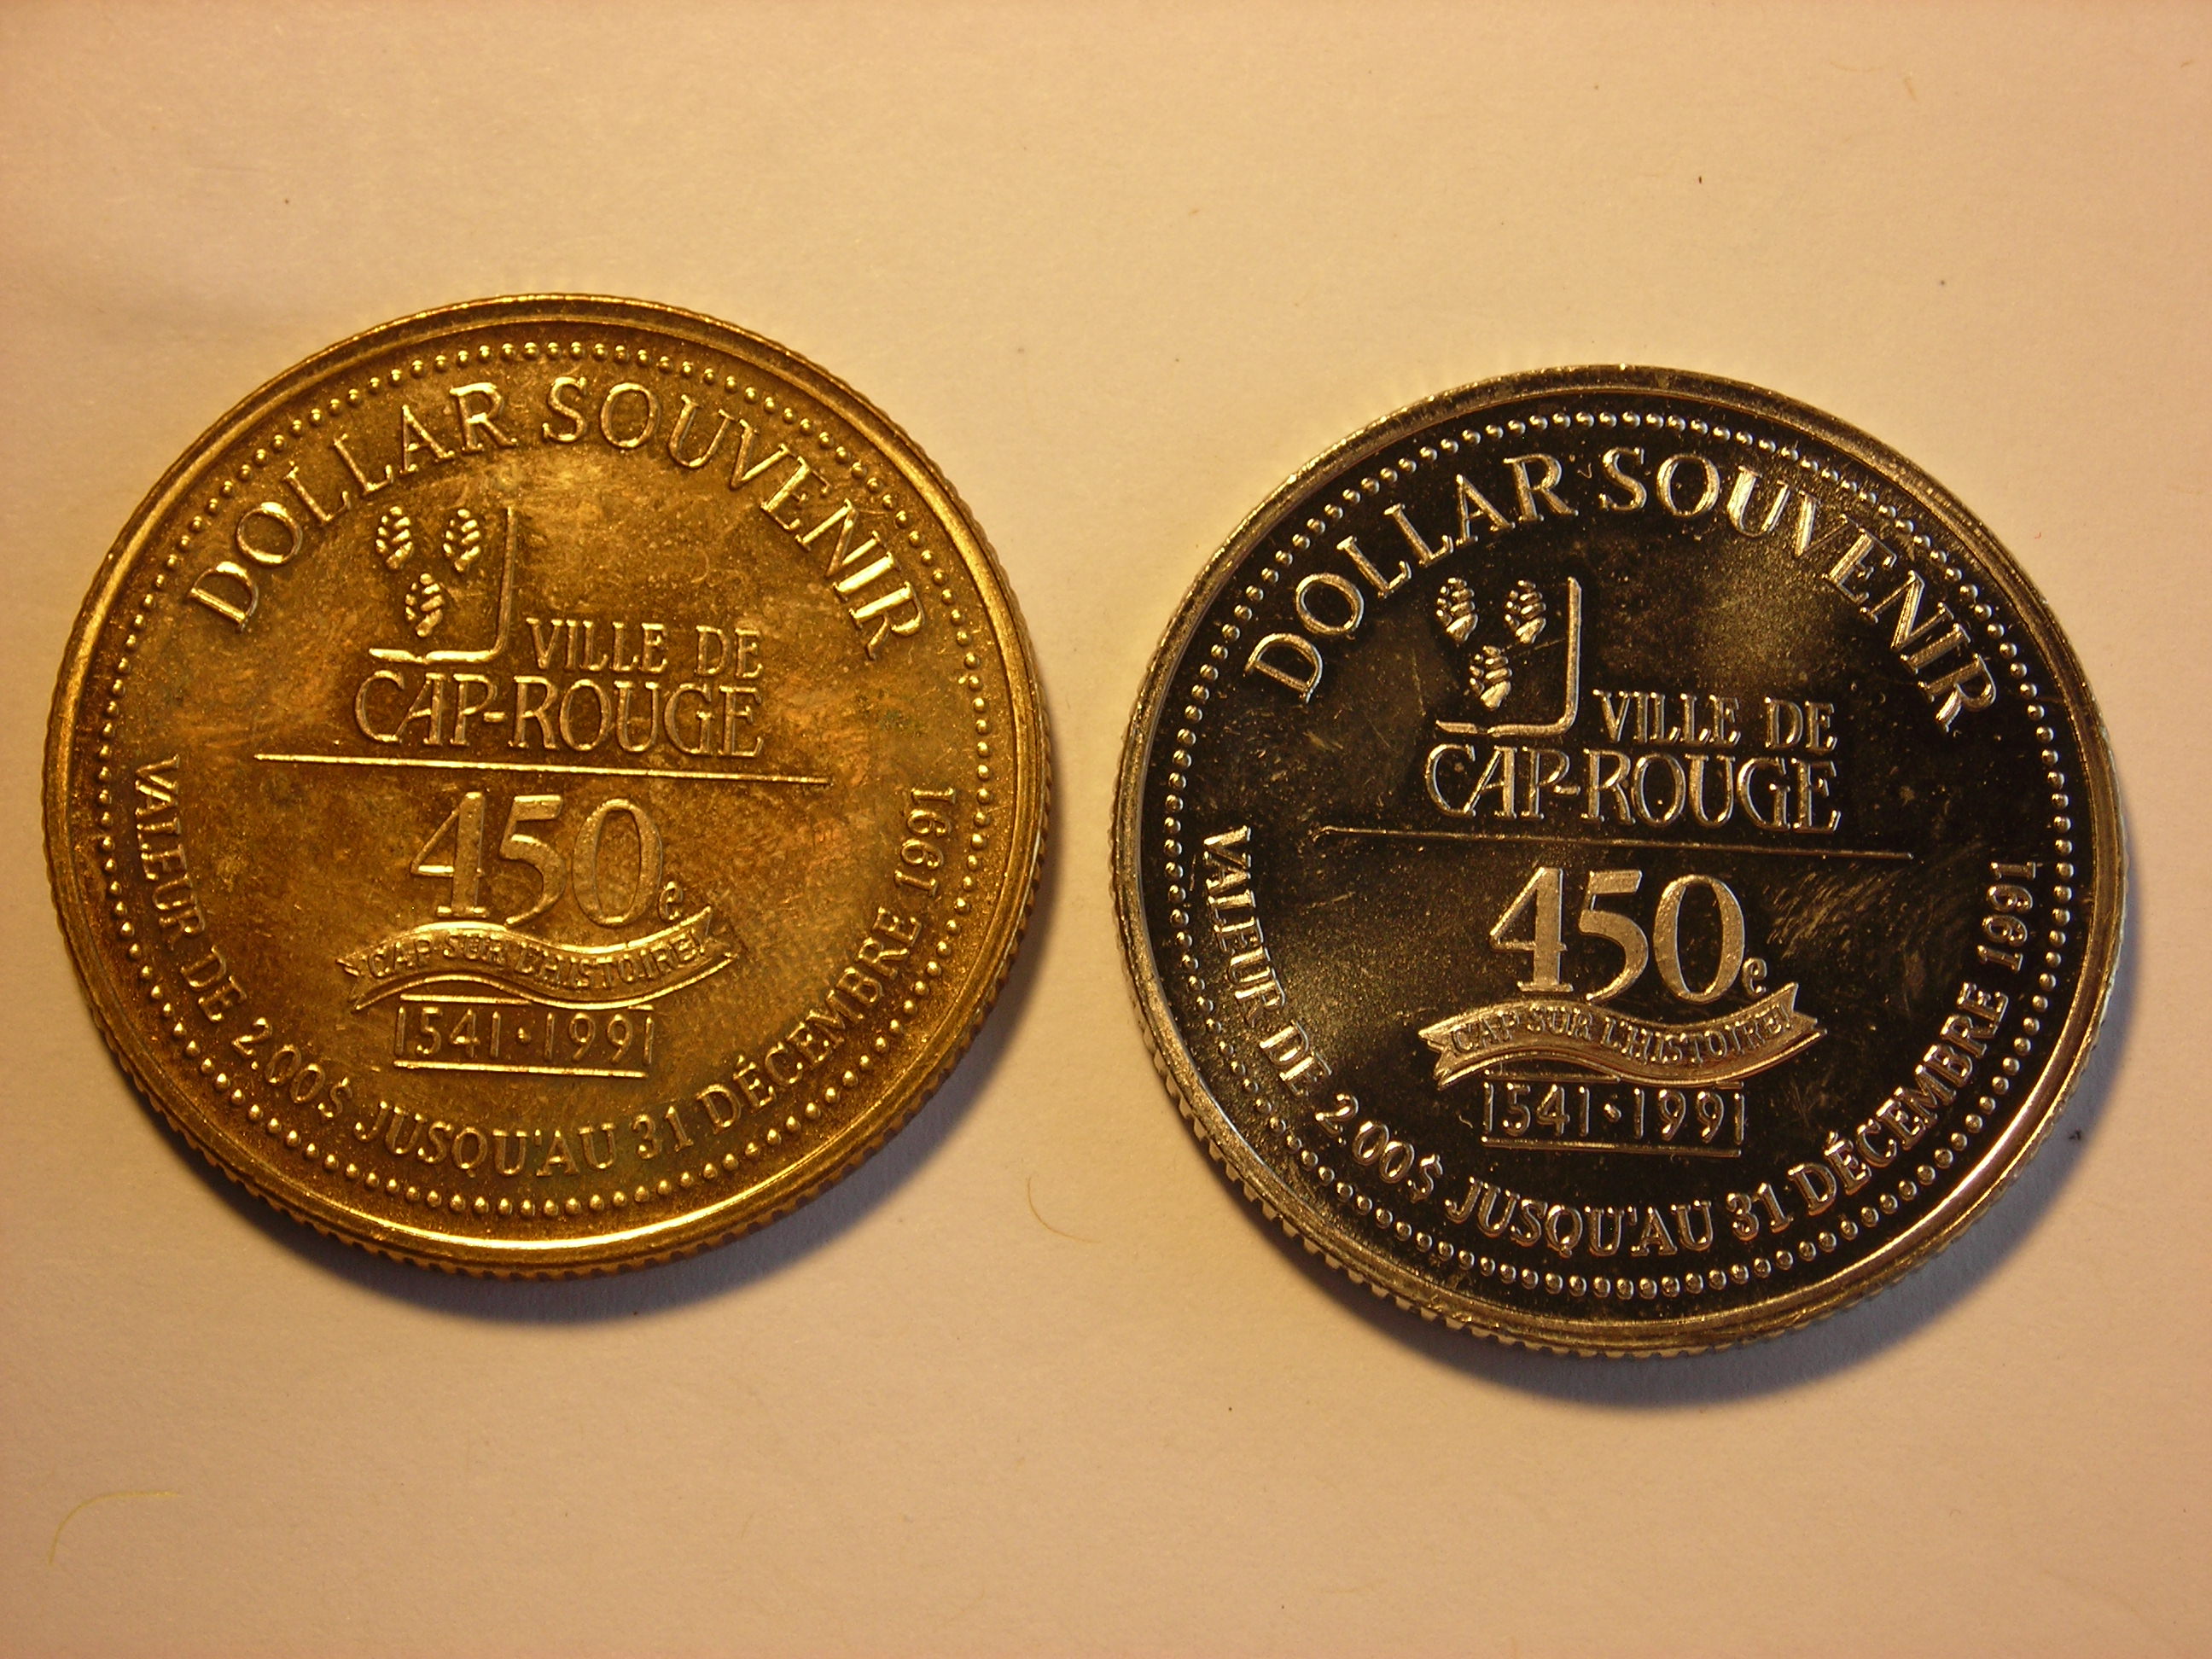 DOLLAR SOUVENIR
VILLE DE
CAP-ROUGE
450e
CAP SUR L'HISTOIRE!
1541·1991
VALEUR DE 2.00$ JUSQU'AU 31 DÉCEMBRE 1991
DOLLAR SOUVENIR
VILLE DE
CAP-ROUGE
450e
CAP SUR L'HISTOIRE!
1541·1991
VALEUR DE 2.00$ JUSQU'AU 31 DÉCEMBRE 1991